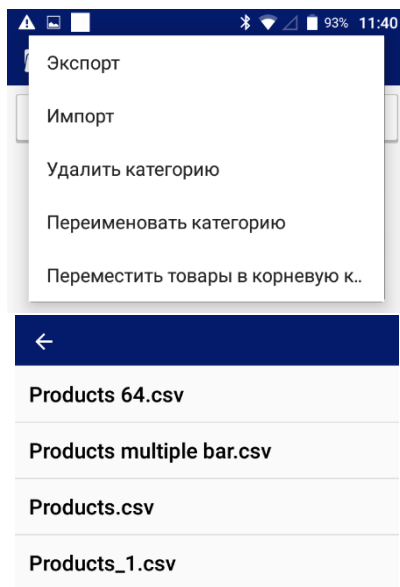 93% 11:40
Экспорт
Импорт
Удалить категорию
Переименовать категорию
Переместить товары в корневую к..
Products 64.csv
Products multiple bar.csv
Products.csv
Products_1.csv